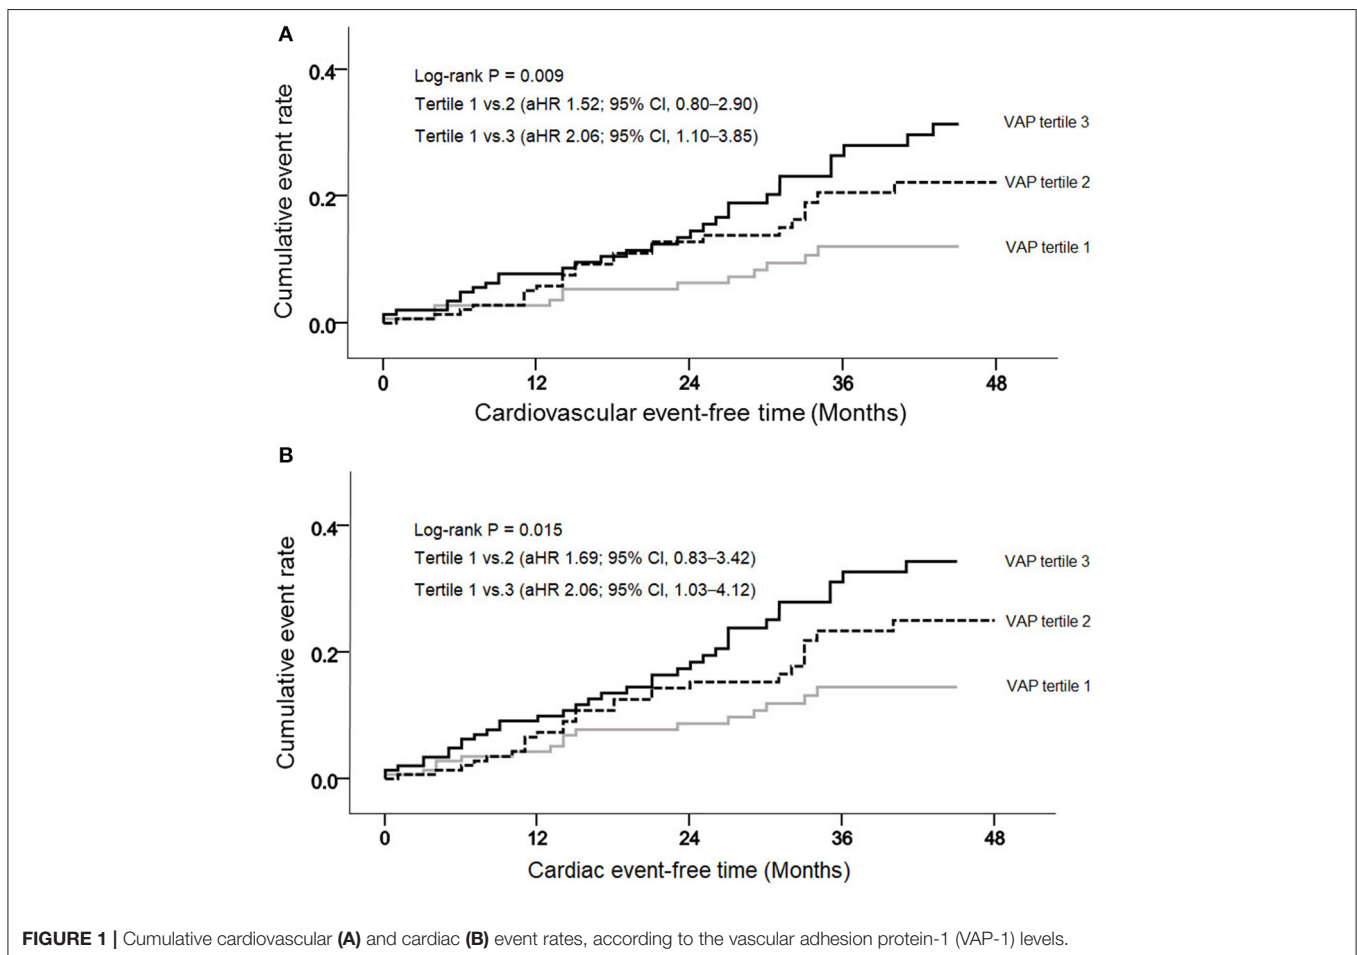 A
Cumulative event rate
0.4
0.2
0.0
Log-rank P = 0.009
Tertile 1 vs.2 (aHR 1.52; 95% CI, 0.80–2.90)
Tertile 1 vs.3 (aHR 2.06; 95% CI, 1.10–3.85)
VAP tertile 3
VAP tertile 2
VAP tertile 1
0 12 24 36 48
Cardiovascular event-free time (Months)
B
Cumulative event rate
0.4
0.2
0.0
Log-rank P = 0.015
Tertile 1 vs.2 (aHR 1.69; 95% CI, 0.83–3.42)
Tertile 1 vs.3 (aHR 2.06; 95% CI, 1.03–4.12)
VAP tertile 3
VAP tertile 2
VAP tertile 1
0 12 24 36 48
Cardiac event-free time (Months)
FIGURE 1 | Cumulative cardiovascular (A) and cardiac (B) event rates, according to the vascular adhesion protein-1 (VAP-1) levels.